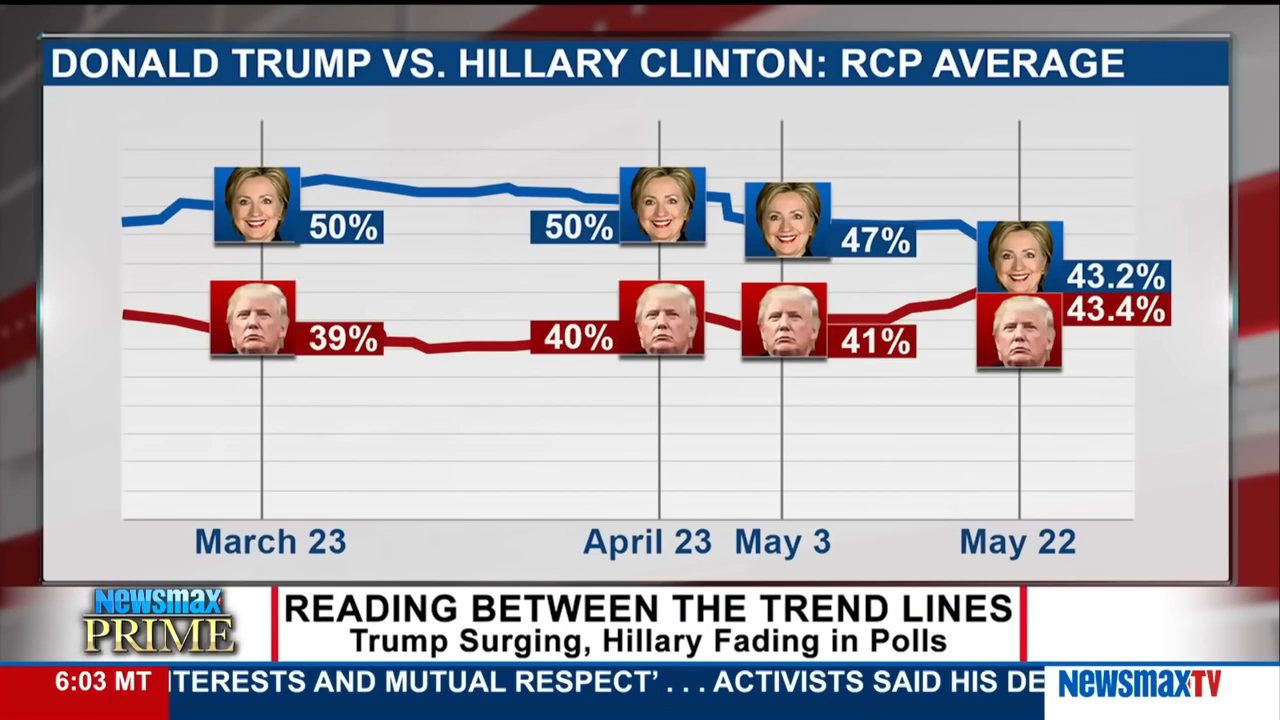 DONALD TRUMP VS. HILLARY CLINTON: RCP AVERAGE
50%
50%
47%
43.2%
39%
40%
41%
43.4%
March 23
April 23
May 3
May 22
Newsmax
PRIME
READING BETWEEN THE TREND LINES
Trump Surging, Hillary Fading in Polls
6:03 MT
TERESTS AND MUTUAL RESPECT' . . . ACTIVISTS SAID HIS DE
NEWSMAXTV